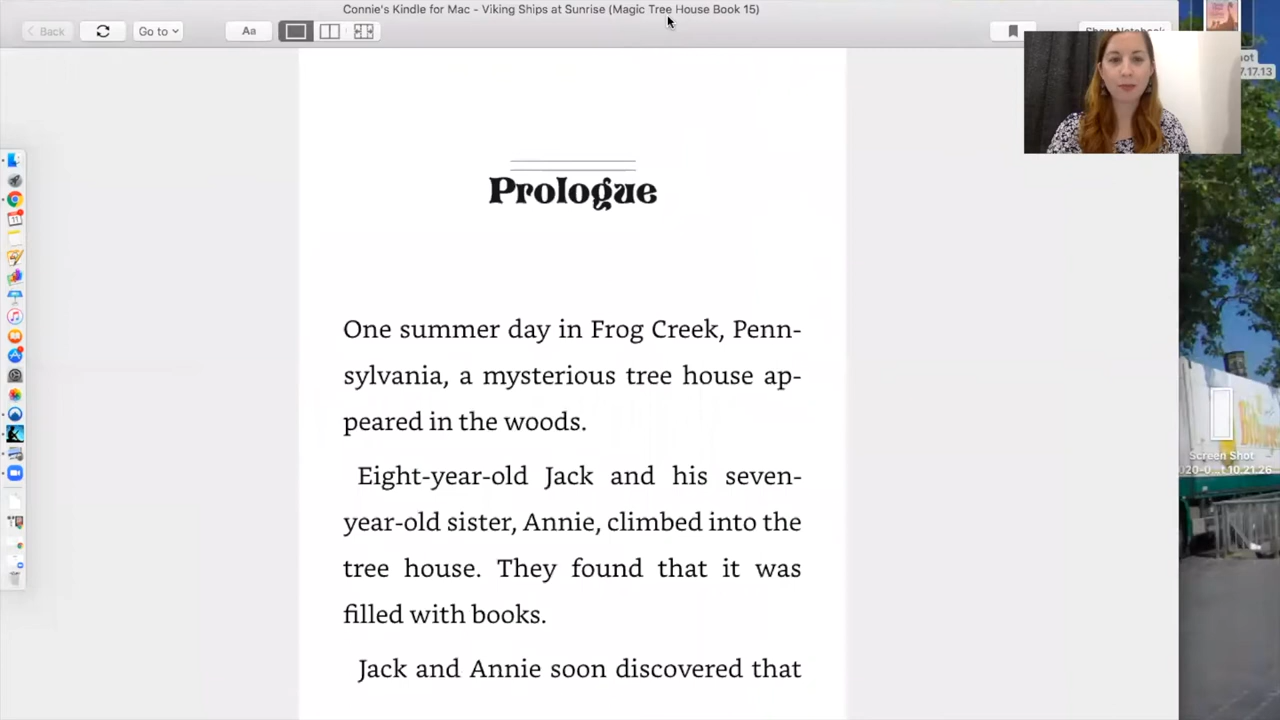 Connie's Kindle for Mac - Viking Ships at Sunrise (Magic Tree House Book 15)
Back
Go to
Aa
Prologue
One summer day in Frog Creek, Penn-
sylvania, a mysterious tree house ap-
peared in the woods.
Eight-year-old Jack and his seven-
year-old sister, Annie, climbed into the
tree house. They found that it was
filled with books.
Jack and Annie soon discovered that
Screen Shot